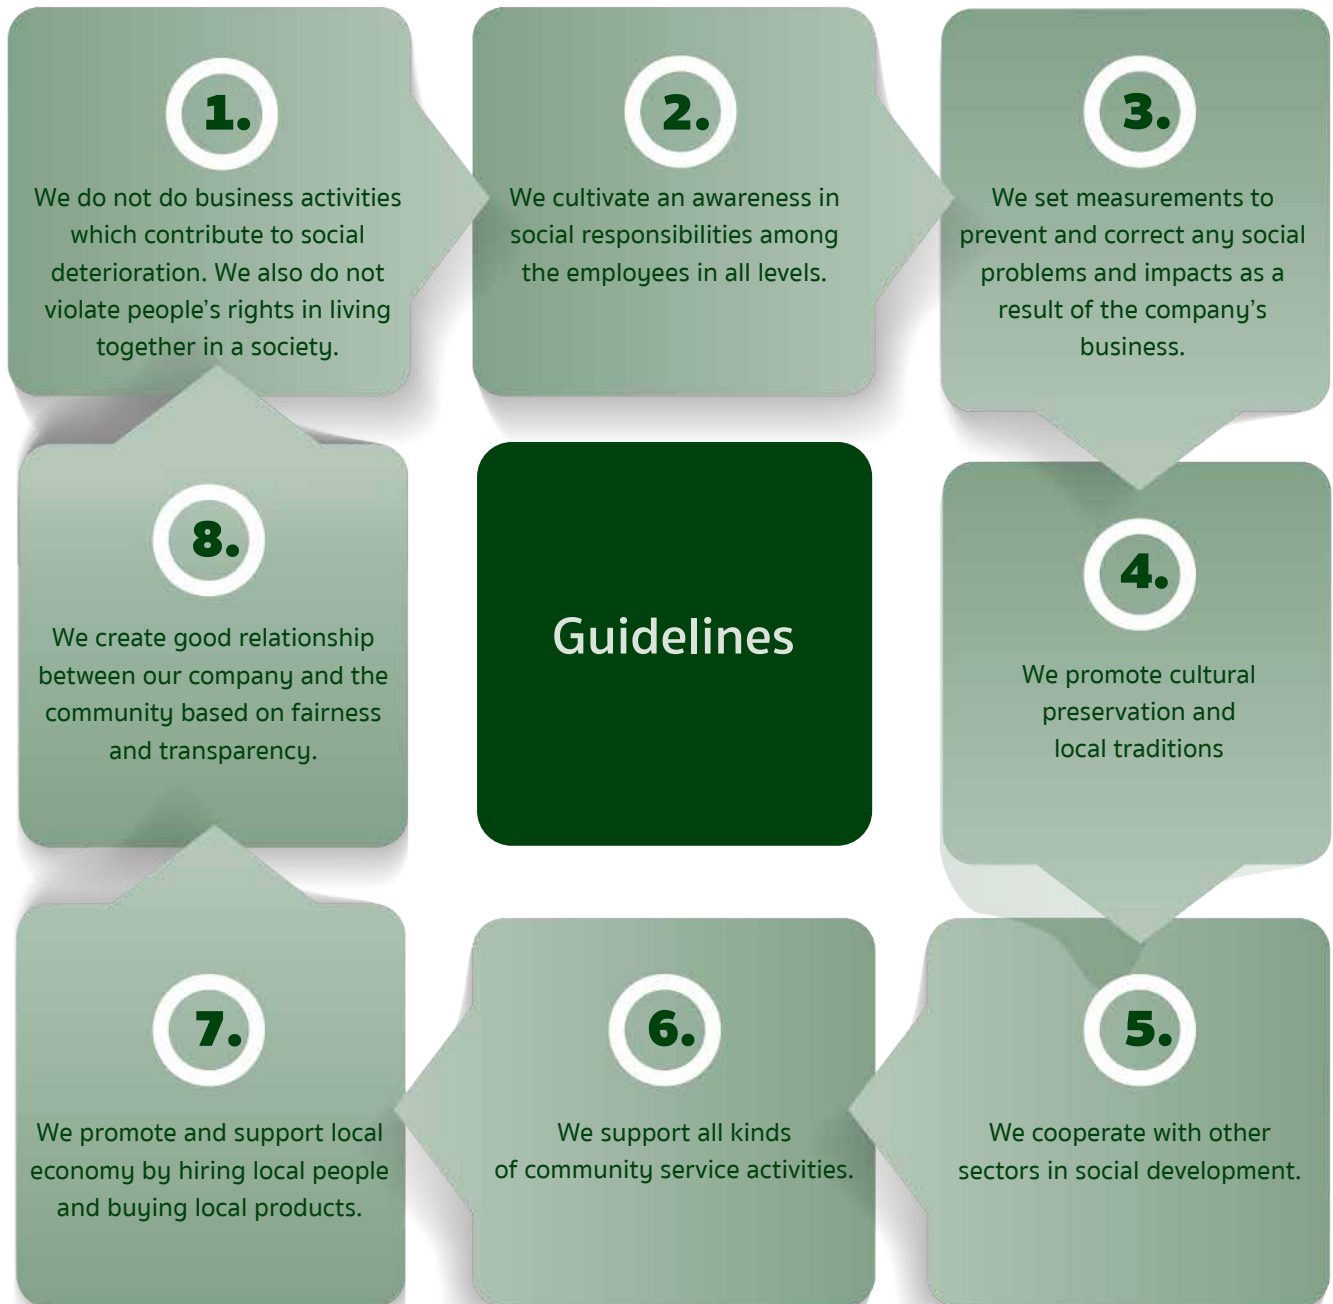 1.
We do not do business activities
which contribute to social
deterioration. We also do not
violate people's rights in living
together in a society.
2.
We cultivate an awareness in
social responsibilities among
the employees in all levels.
3.
We set measurements to
prevent and correct any social
problems and impacts as a
result of the company's
business.
4.
We promote cultural
preservation and
local traditions
5.
We cooperate with other
sectors in social development.
6.
We support all kinds
of community service activities.
7.
We promote and support local
economy by hiring local people
and buying local products.
8.
We create good relationship
between our company and the
community based on fairness
and transparency.
Guidelines